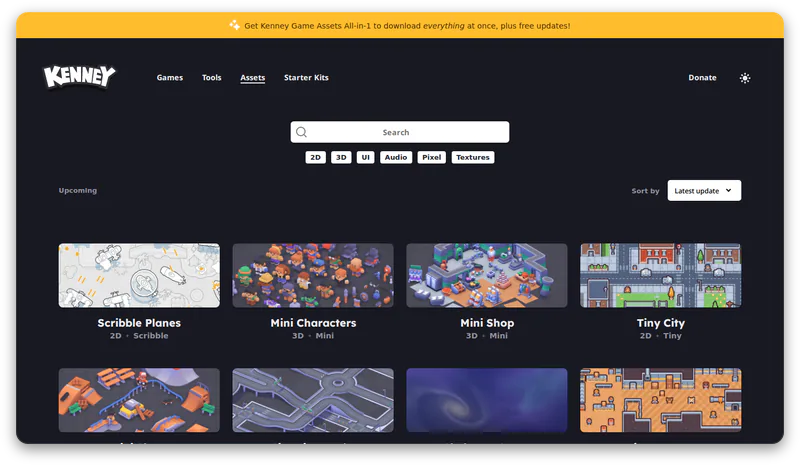 Get Kenney Game Assets All-in-1 to download everything at once, plus free updates!
KENNEY Games Tools Assets Starter Kits Donate
Search
2D 3D UI Audio Pixel Textures
Upcoming Sort by Latest update
Scribble Planes Mini Characters Mini Shop Tiny City
2D • Scribble 3D • Mini 3D • Mini 2D • Tiny